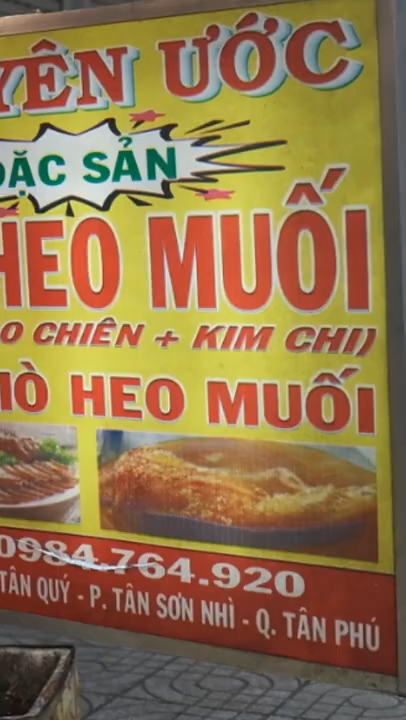 YÊN ƯỚC
ĐẶC SẢN
HEO MUỐI
O CHIÊN + KIM CHI)
MÒ HEO MUỐI
0984.764.920
TÂN QUÝ - P. TÂN SƠN NHÌ - Q. TÂN PHÚ